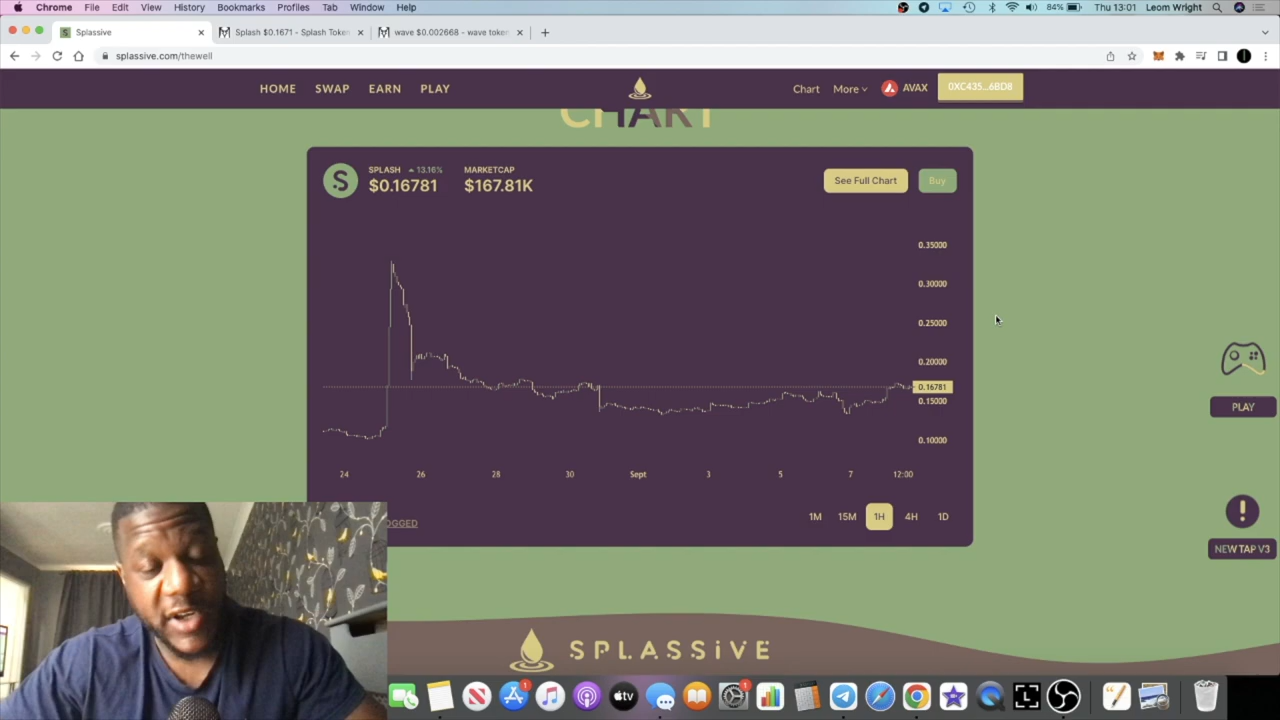 Chrome File Edit View History Bookmarks Profiles Tab Window Help 84% Thu 13:01 Leom Wright
Splassive Splash $0.1671 - Splash Token wave $0.002668 - wave token
splassive.com/thewell
HOME SWAP EARN PLAY Chart More AVAX 0XC435...6BD8
CHART
SPLASH 13.16% MARKETCAP
$0.16781 $167.81K
See Full Chart Buy
0.35000
0.30000
0.25000
0.20000
0.16781
0.15000
0.10000
24 26 28 30 Sept 3 5 7 12:00
OGGED 1M 15M 1H 4H 1D
PLAY
NEW TAP V3
SPLASSIVE
tv